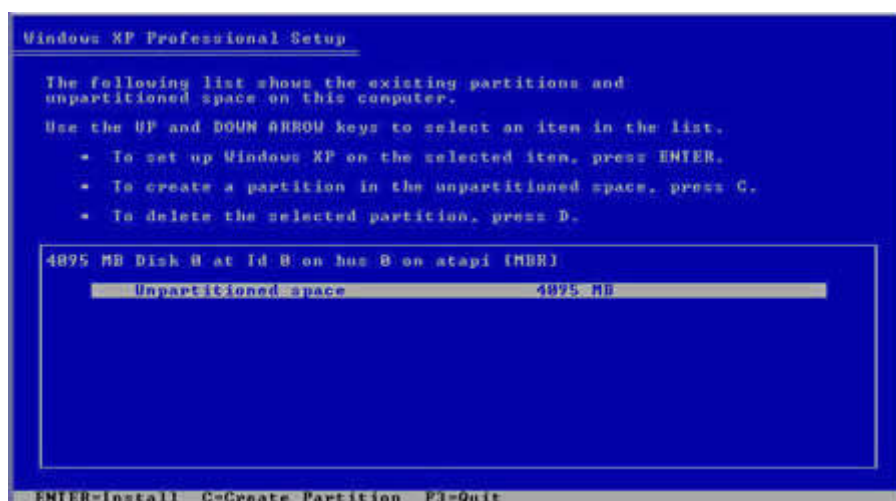 Windows XP Professional Setup
The following list shows the existing partitions and
unpartitioned space on this computer.
Use the UP and DOWN ARROW keys to select an item in the list.
- To set up Windows XP on the selected item, press ENTER.
- To create a partition in the unpartitioned space, press C.
- To delete the selected partition, press D.
4095 MB Disk 0 at Id 0 on bus 0 on atapi [MBR]
Unpartitioned space 4095 MB
ENTER=Install C=Create Partition F3=Quit